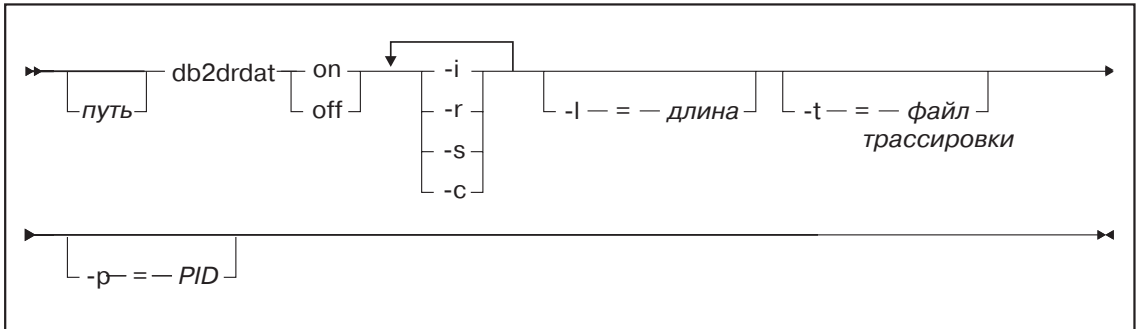 путь db2drdat on off -i -r -s -c -l — = — длина -t — = — файл трассировки
-p — = — PID